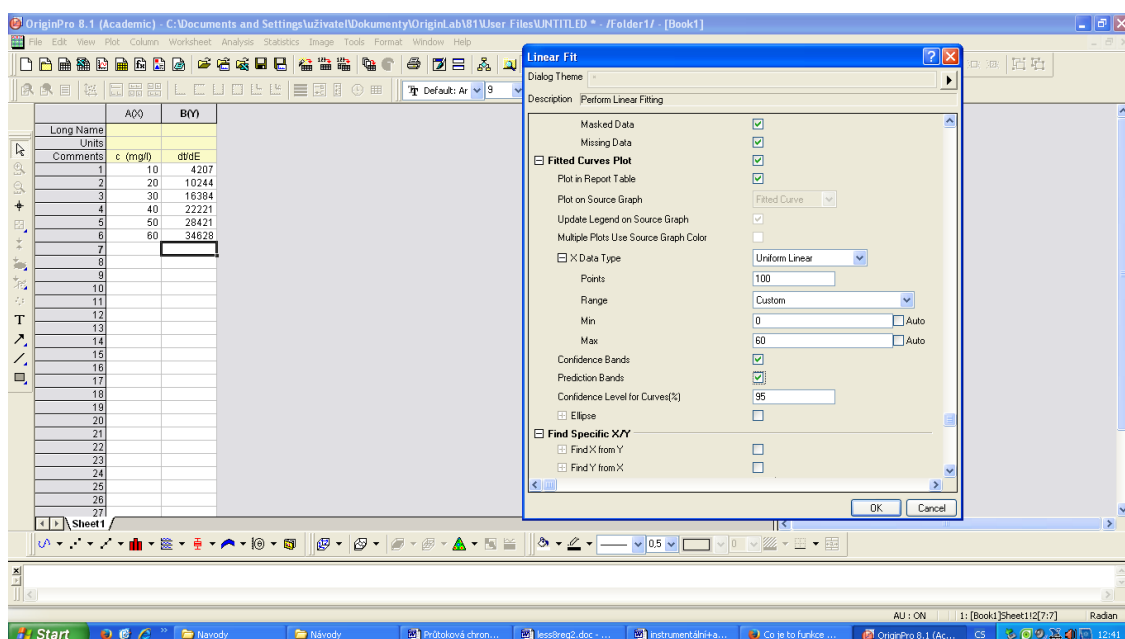 OriginPro 8.1 (Academic) - C:\Documents and Settings\uživatel\Dokumenty\OriginLab\81\User Files\UNTITLED * - /Folder1/ - [Book1]
File Edit View Plot Column Worksheet Analysis Statistics Image Tools Format Window Help
Default: Ar 9
A(X) B(Y)
Long Name
Units
Comments c (mg/l) dt/dE
1 10 4207
2 20 10244
3 30 16384
4 40 22221
5 50 28421
6 60 34628
7
8
9
10
11
12
13
14
15
16
17
18
19
20
21
22
23
24
25
26
27
Sheet1
Linear Fit
Dialog Theme *
Description Perform Linear Fitting
Masked Data
Missing Data
Fitted Curves Plot
Plot in Report Table
Plot on Source Graph Fitted Curve
Update Legend on Source Graph
Multiple Plots Use Source Graph Color
X Data Type Uniform Linear
Points 100
Range Custom
Min 0 Auto
Max 60 Auto
Confidence Bands
Prediction Bands
Confidence Level for Curves(%) 95
Ellipse
Find Specific X/Y
Find X from Y
Find Y from X
OK Cancel
T
0,5 0
AU : ON 1: [Book1]Sheet1!2[7:7] Radian
Start Navody Návody Průtoková chron... less8req2.doc - ... instrumentální+a... Co je to funkce ... OriginPro 8.1 (Ac... CS 12:41